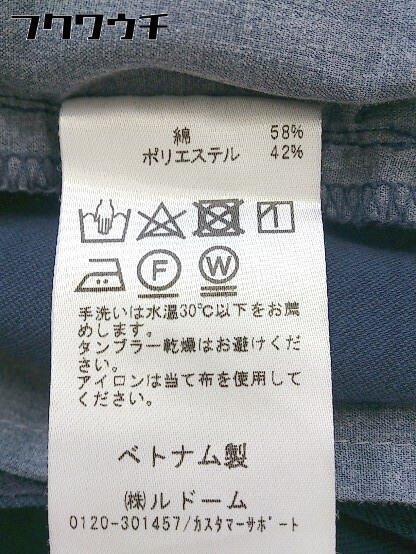 フクワウチ
綿 58%
ポリエステル 42%
F W
手洗いは水温30℃以下をお薦
めします。
タンブラー乾燥はお避けくだ
さい。
アイロンは当て布を使用して
ください。
ベトナム製
(株)ルドーム
0120-301457/カスタマーサポート